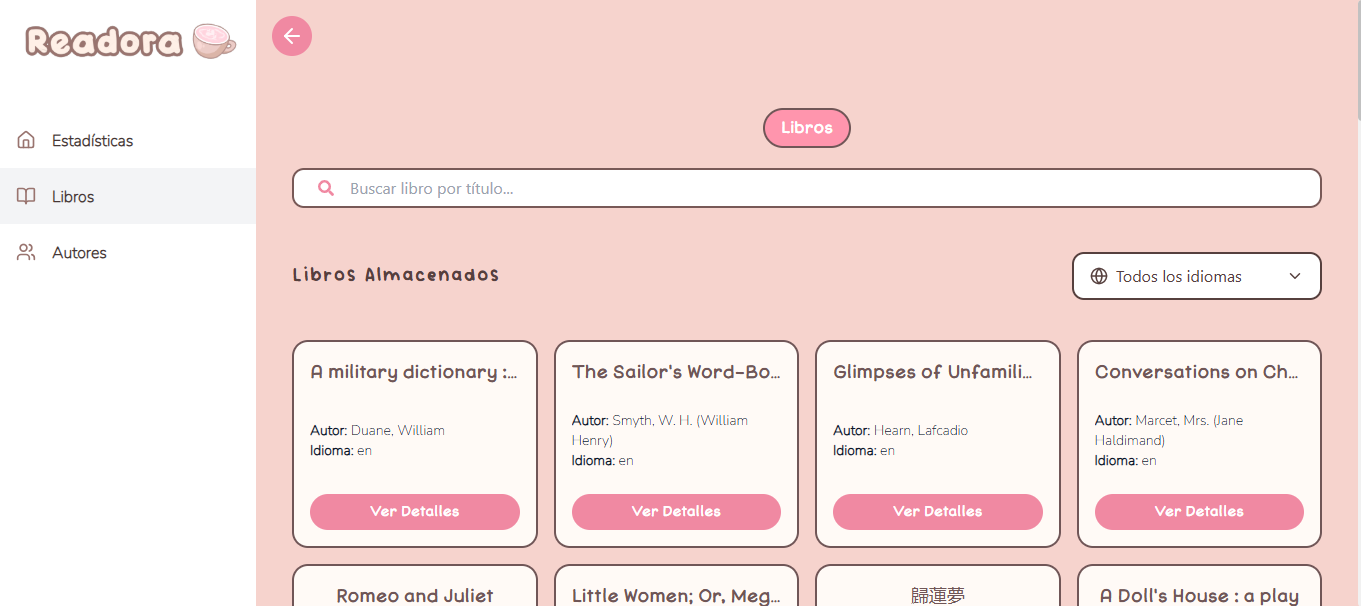 Readora
Estadísticas
Libros
Autores
Libros
Buscar libro por título...
Libros Almacenados
Todos los idiomas
A military dictionary :...
Autor: Duane, William
Idioma: en
Ver Detalles
The Sailor's Word-Bo...
Autor: Smyth, W. H. (William
Henry)
Idioma: en
Ver Detalles
Glimpses of Unfamili...
Autor: Hearn, Lafcadio
Idioma: en
Ver Detalles
Conversations on Ch...
Autor: Marcet, Mrs. (Jane
Haldimand)
Idioma: en
Ver Detalles
Romeo and Juliet
Little Women; Or, Meg...
歸蓮夢
A Doll's House : a play